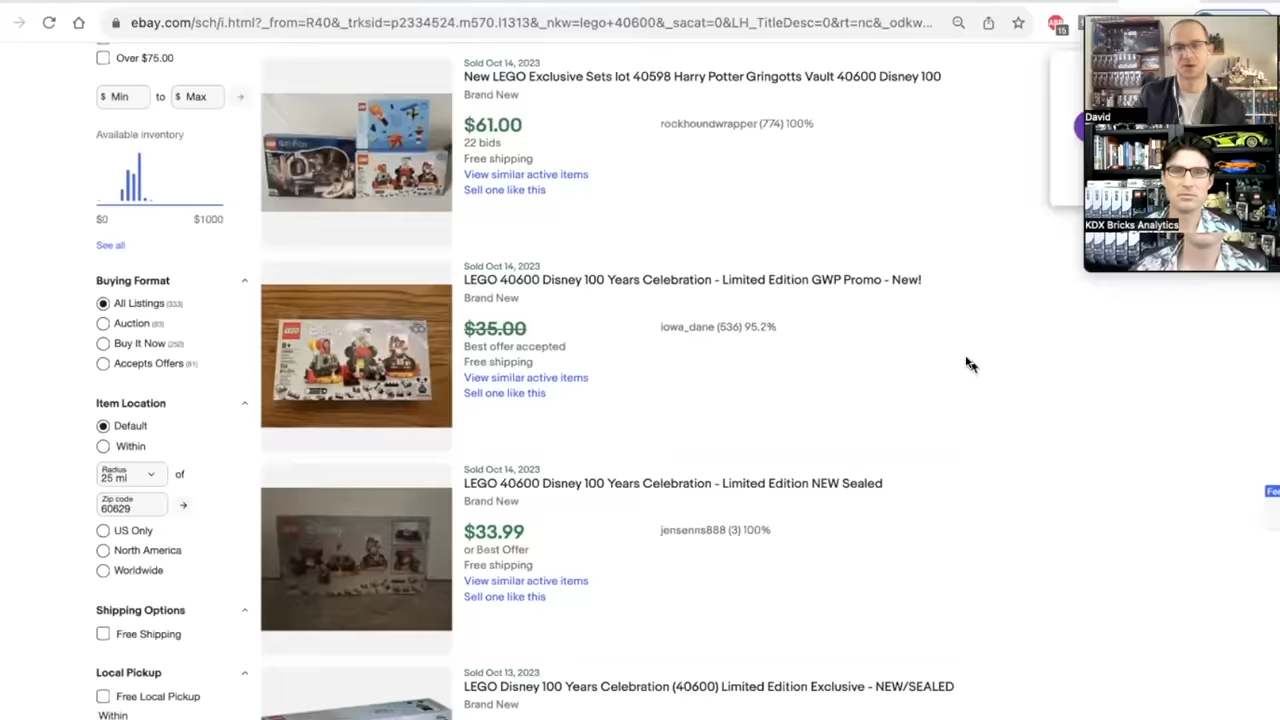 ebay.com/sch/i.html?_from=R40&_trksid=p2334524.m570.l1313&_nkw=lego+40600&_sacat=0&LH_TitleDesc=0&rt=nc&_odkw...
15
Over $75.00
$ Min to $ Max
Available inventory
$0 $1000
See all
Buying Format
All Listings (333)
Auction (83)
Buy It Now (250)
Accepts Offers (81)
Item Location
Default
Within
Radius
25 mi
of
Zip code
60629
US Only
North America
Worldwide
Shipping Options
Free Shipping
Local Pickup
Free Local Pickup
Within
Sold Oct 14, 2023
New LEGO Exclusive Sets lot 40598 Harry Potter Gringotts Vault 40600 Disney 100
Brand New
$61.00
rockhoundwrapper (774) 100%
22 bids
Free shipping
View similar active items
Sell one like this
Sold Oct 14, 2023
LEGO 40600 Disney 100 Years Celebration - Limited Edition GWP Promo - New!
Brand New
$35.00
iowa_dane (536) 95.2%
Best offer accepted
Free shipping
View similar active items
Sell one like this
Sold Oct 14, 2023
LEGO 40600 Disney 100 Years Celebration - Limited Edition NEW Sealed
Brand New
$33.99
jensenns888 (3) 100%
or Best Offer
Free shipping
View similar active items
Sell one like this
Sold Oct 13, 2023
LEGO Disney 100 Years Celebration (40600) Limited Edition Exclusive - NEW/SEALED
Brand New
David
KDX Bricks Analytics
LEGO